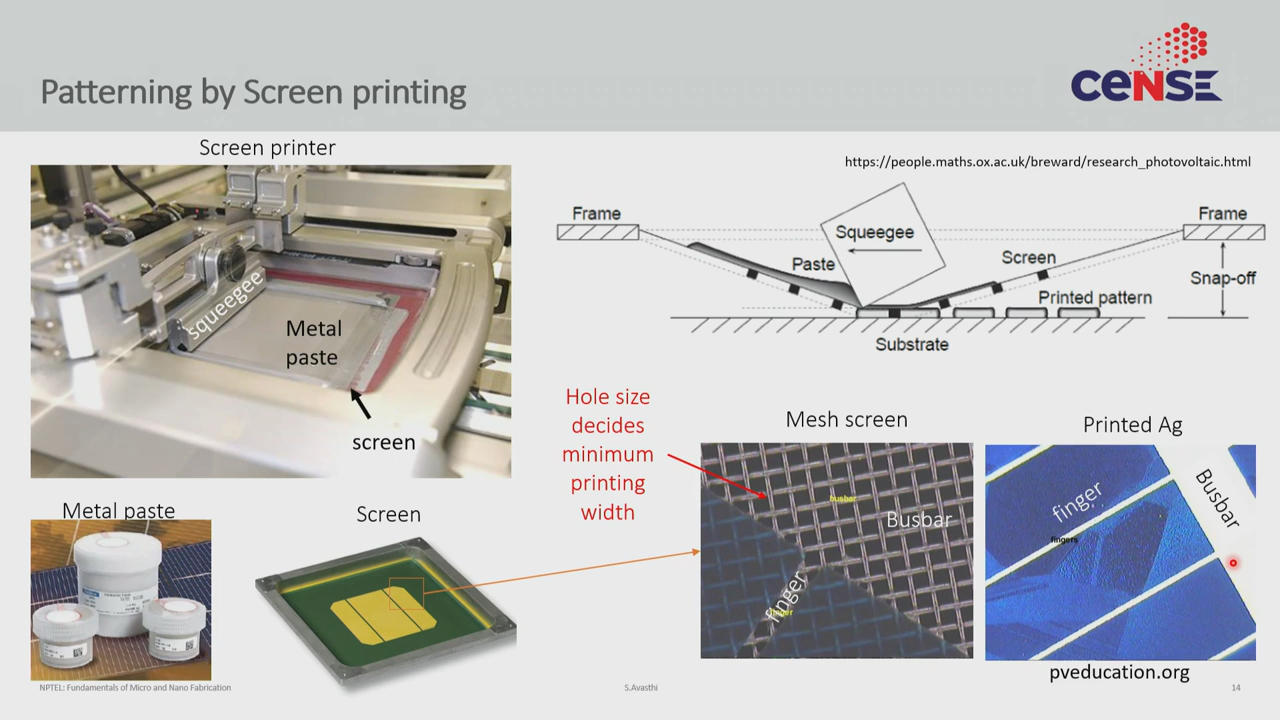 Patterning by Screen printing
ceNSE
Screen printer
squeegee
Metal
paste
screen
https://people.maths.ox.ac.uk/breward/research_photovoltaic.html
Frame
Frame
Squeegee
Paste
Screen
Snap-off
Printed pattern
Substrate
Hole size
decides
minimum
printing
width
Mesh screen
busbar
Busbar
finger
finger
Printed Ag
finger
fingers
Busbar
pveducation.org
Metal paste
Screen
NPTEL: Fundamentals of Micro and Nano Fabrication
S.Avasthi
14